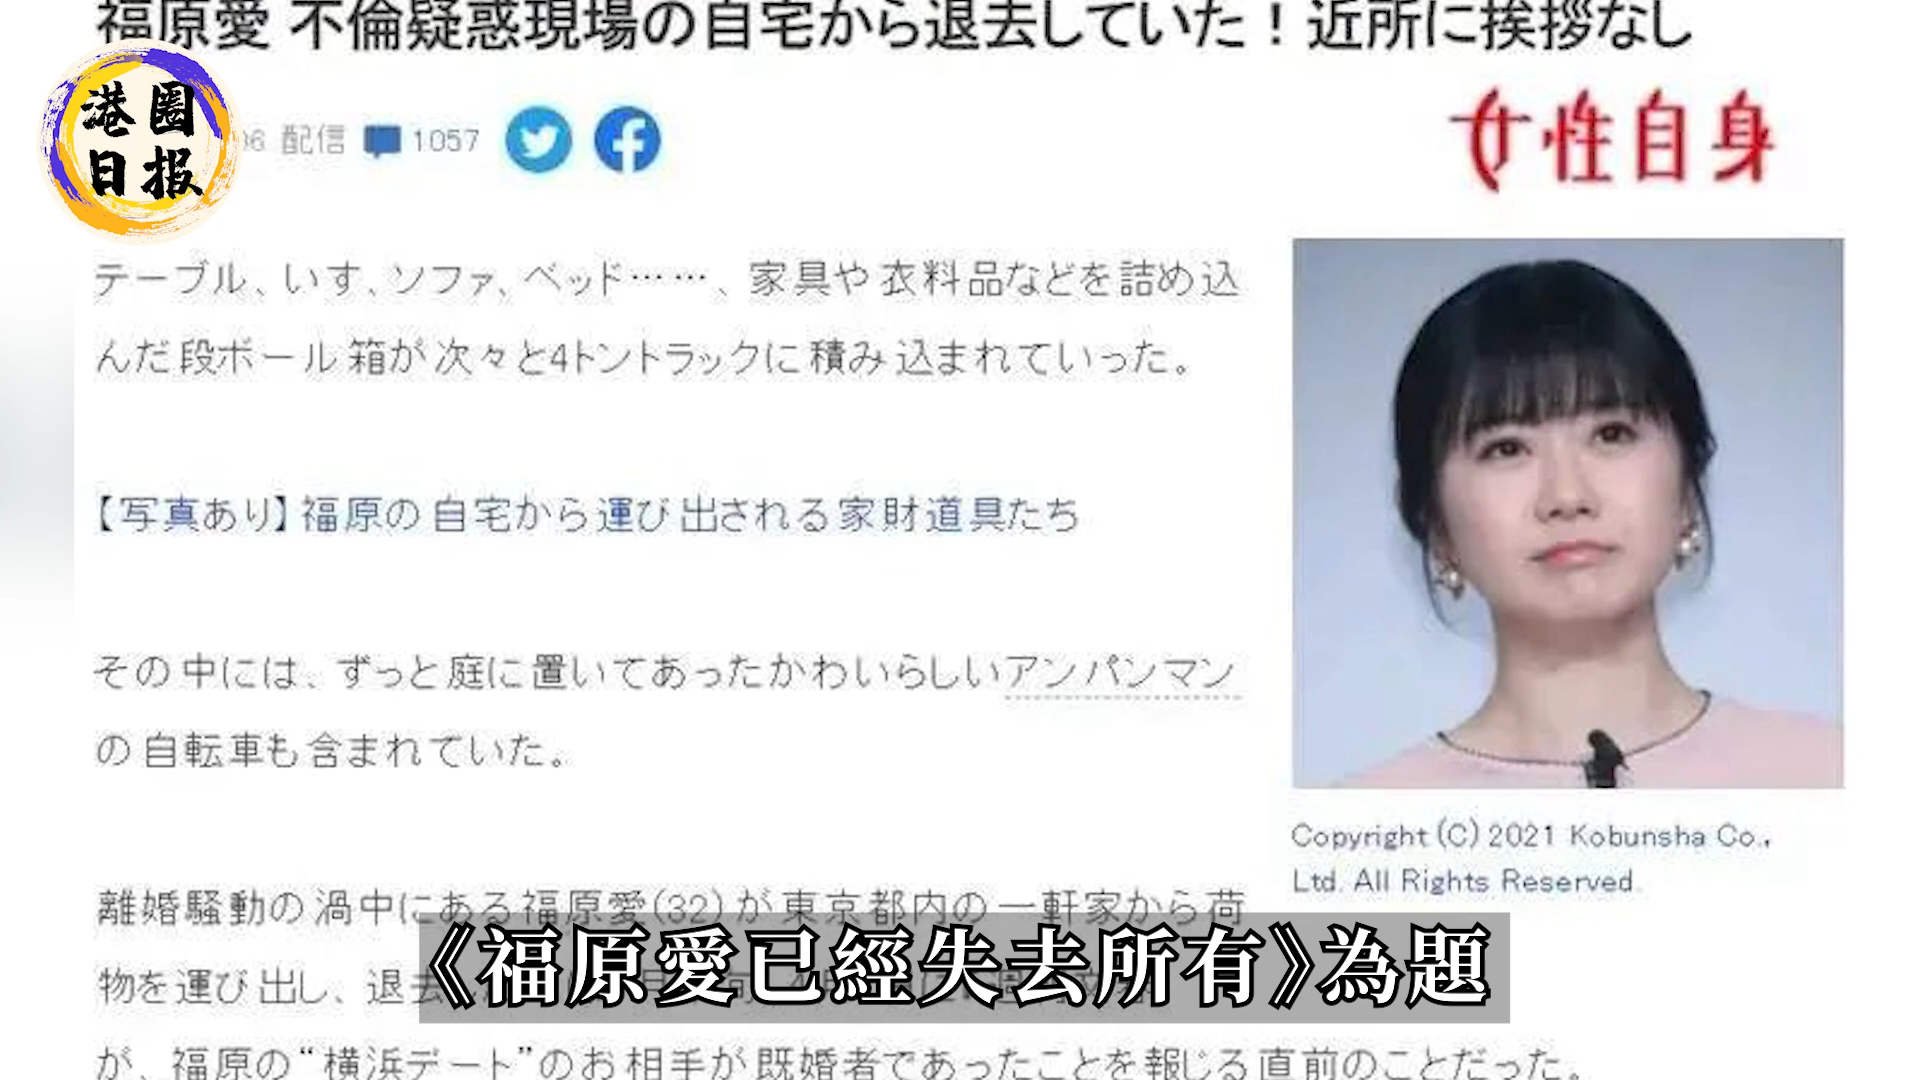 福原愛 不倫疑惑現場の自宅から退去していた！近所に挨拶なし
港圈
日报
06 配信 1057
女性自身
テーブル、いす、ソファ、ベッド……、家具や衣料品などを詰め込
んだ段ボール箱が次々と4トントラックに積み込まれていった。
【写真あり】福原の自宅から運び出される家財道具たち
その中には、ずっと庭に置いてあったかわいらしいアンパンマン
の自転車も含まれていた。
Copyright (C) 2021 Kobunsha Co.,
Ltd. All Rights Reserved.
離婚騒動の渦中にある福原愛(32)が東京都内の一軒家から荷
物を運び出し、退去
《福原愛已經失去所有》為題
が、福原の“横浜デート”のお相手が既婚者であったことを報じる直前のことだった。